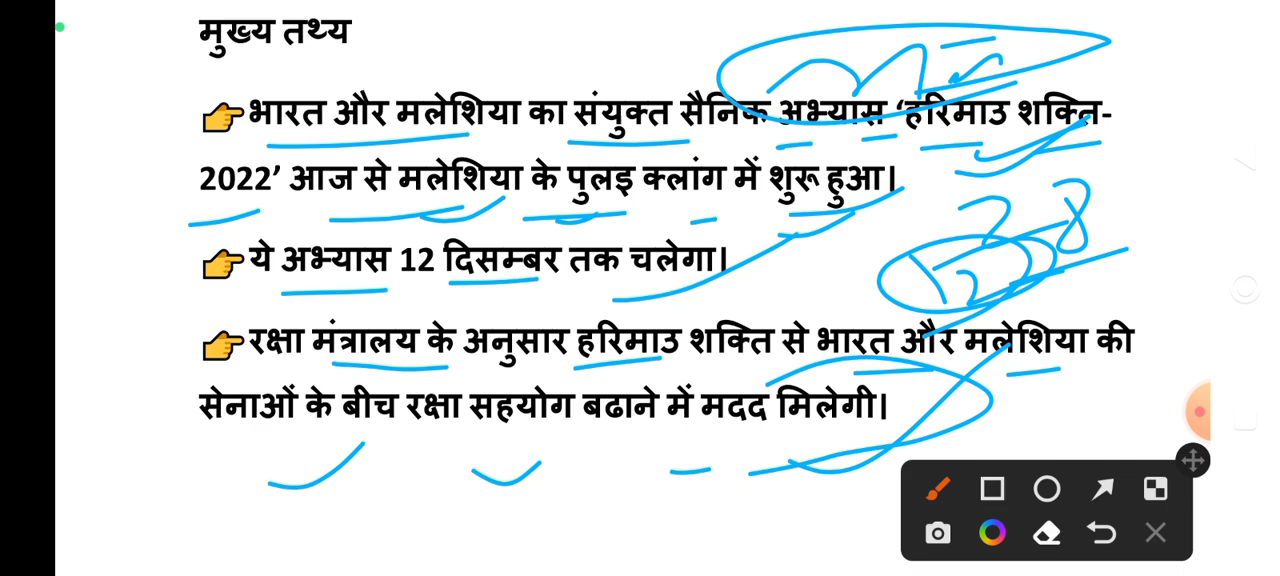 मुख्य तथ्य
👉भारत और मलेशिया का संयुक्त सैनिक अभ्यास ‘हरिमाउ शक्ति-
2022’ आज से मलेशिया के पुलइ क्लांग में शुरू हुआ।
👉ये अभ्यास 12 दिसम्बर तक चलेगा।
👉रक्षा मंत्रालय के अनुसार हरिमाउ शक्ति से भारत और मलेशिया की
सेनाओं के बीच रक्षा सहयोग बढाने में मदद मिलेगी।